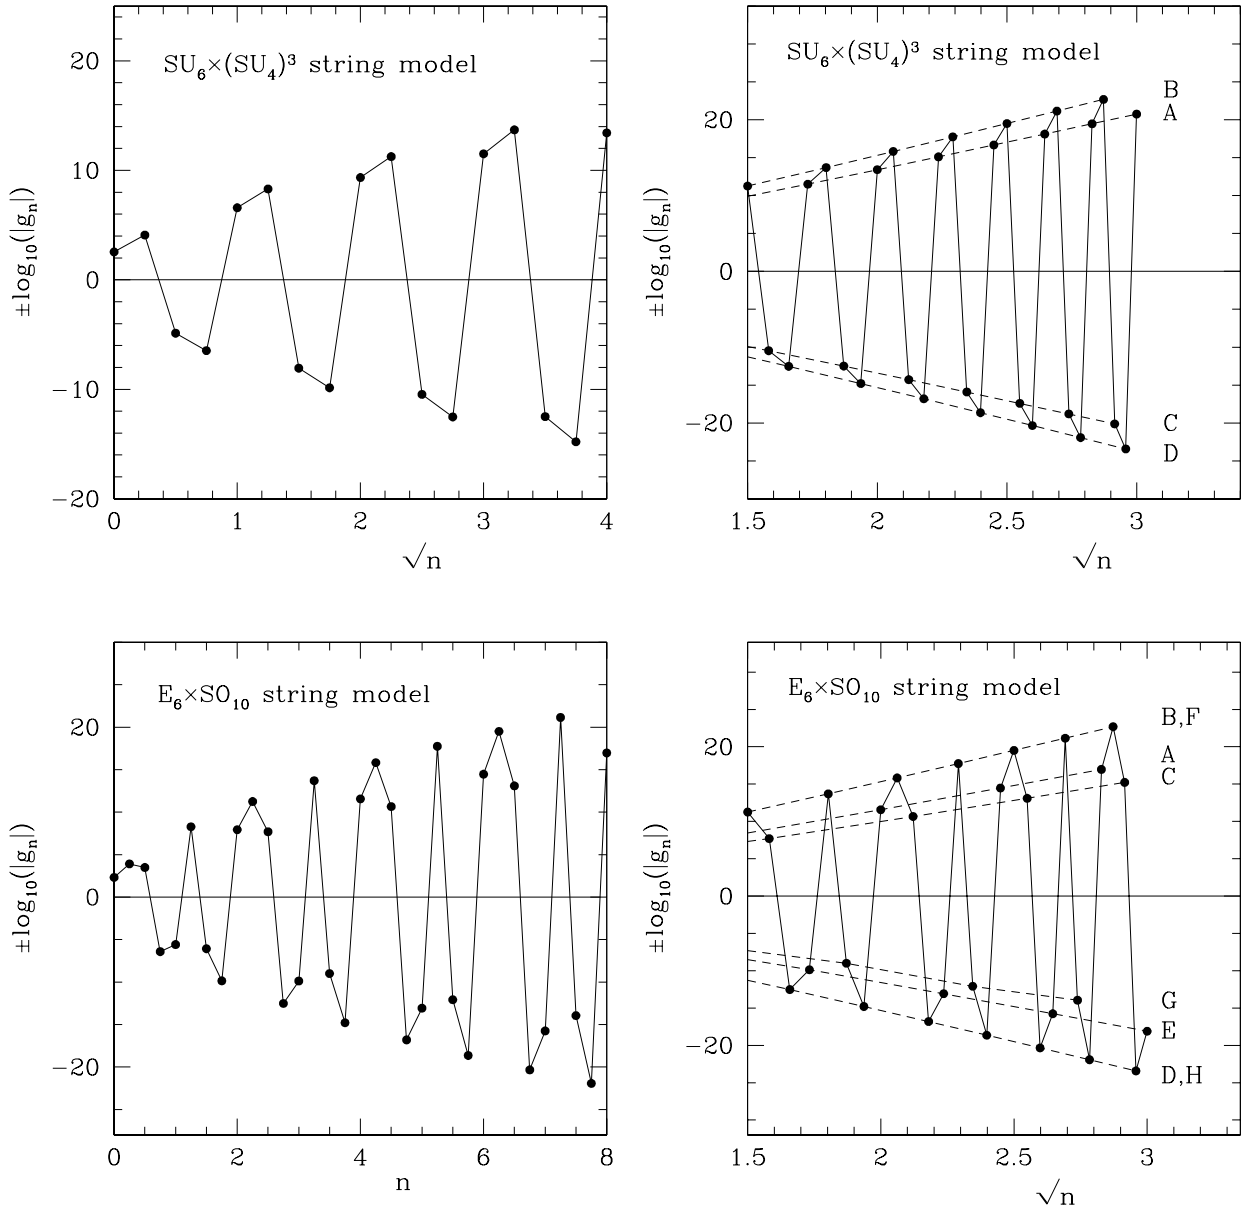 SU₆×(SU₄)³ string model
±log₁₀(|gₙ|)
20
10
0
−10
−20
0 1 2 3 4
√n
SU₆×(SU₄)³ string model
±log₁₀(|gₙ|)
20
0
−20
B
A
C
D
1.5 2 2.5 3
√n
E₆×SO₁₀ string model
±log₁₀(|gₙ|)
20
0
−20
0 2 4 6 8
n
E₆×SO₁₀ string model
±log₁₀(|gₙ|)
20
0
−20
B,F
A
C
G
E
D,H
1.5 2 2.5 3
√n